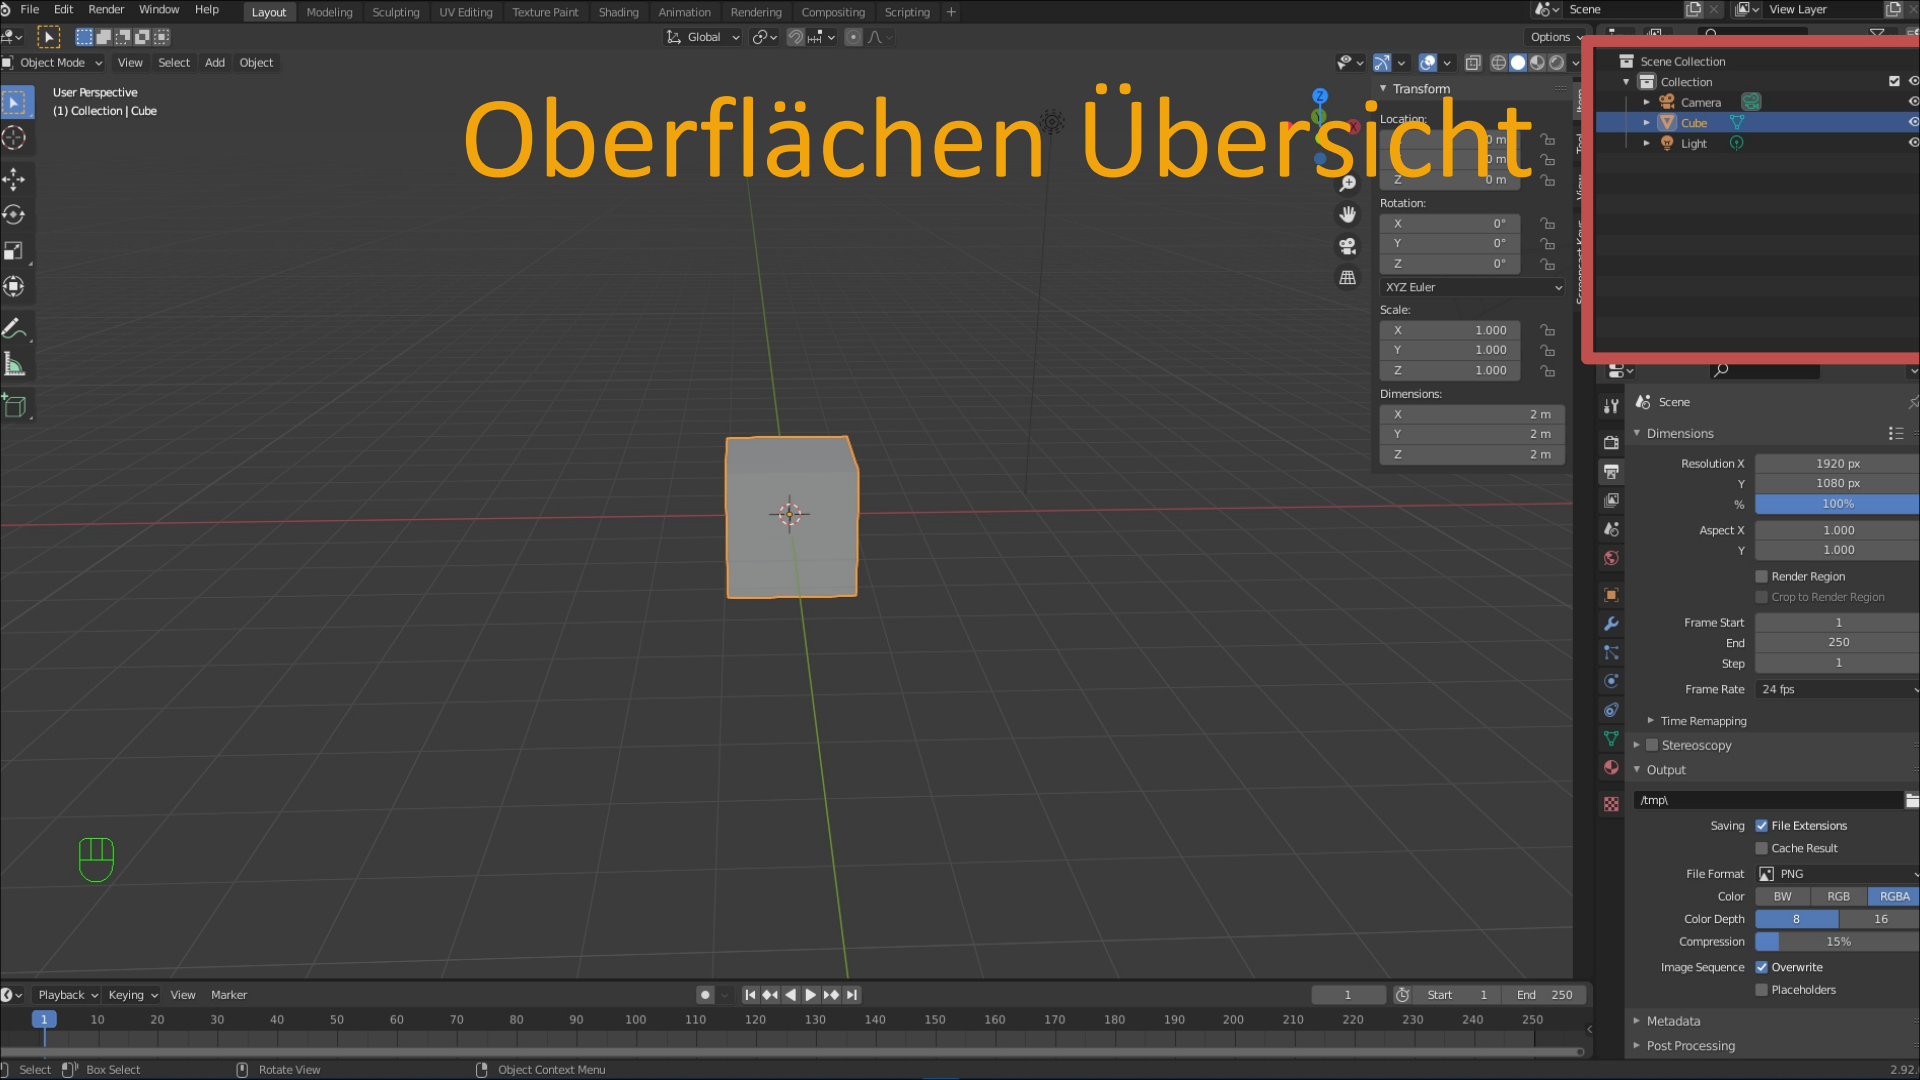 File Edit Render Window Help Layout Modeling Sculpting UV Editing Texture Paint Shading Animation Rendering Compositing Scripting + Scene View Layer
Global Options
Object Mode View Select Add Object
User Perspective
(1) Collection | Cube
Oberflächen Übersicht
Z
Transform
Location:
0 m
0 m
Z 0 m
Rotation:
X 0°
Y 0°
Z 0°
XYZ Euler
Scale:
X 1.000
Y 1.000
Z 1.000
Dimensions:
X 2 m
Y 2 m
Z 2 m
Scene Collection
Collection
Camera
Cube
Light
Scene
Dimensions
Resolution X 1920 px
Y 1080 px
% 100%
Aspect X 1.000
Y 1.000
Render Region
Crop to Render Region
Frame Start 1
End 250
Step 1
Frame Rate 24 fps
Time Remapping
Stereoscopy
Output
/tmp\
Saving File Extensions
Cache Result
File Format PNG
Color BW RGB RGBA
Color Depth 8 16
Compression 15%
Image Sequence Overwrite
Placeholders
Metadata
Post Processing
Playback Keying View Marker 1 Start 1 End 250
1 10 20 30 40 50 60 70 80 90 100 110 120 130 140 150 160 170 180 190 200 210 220 230 240 250
Select Box Select Rotate View Object Context Menu 2.92.